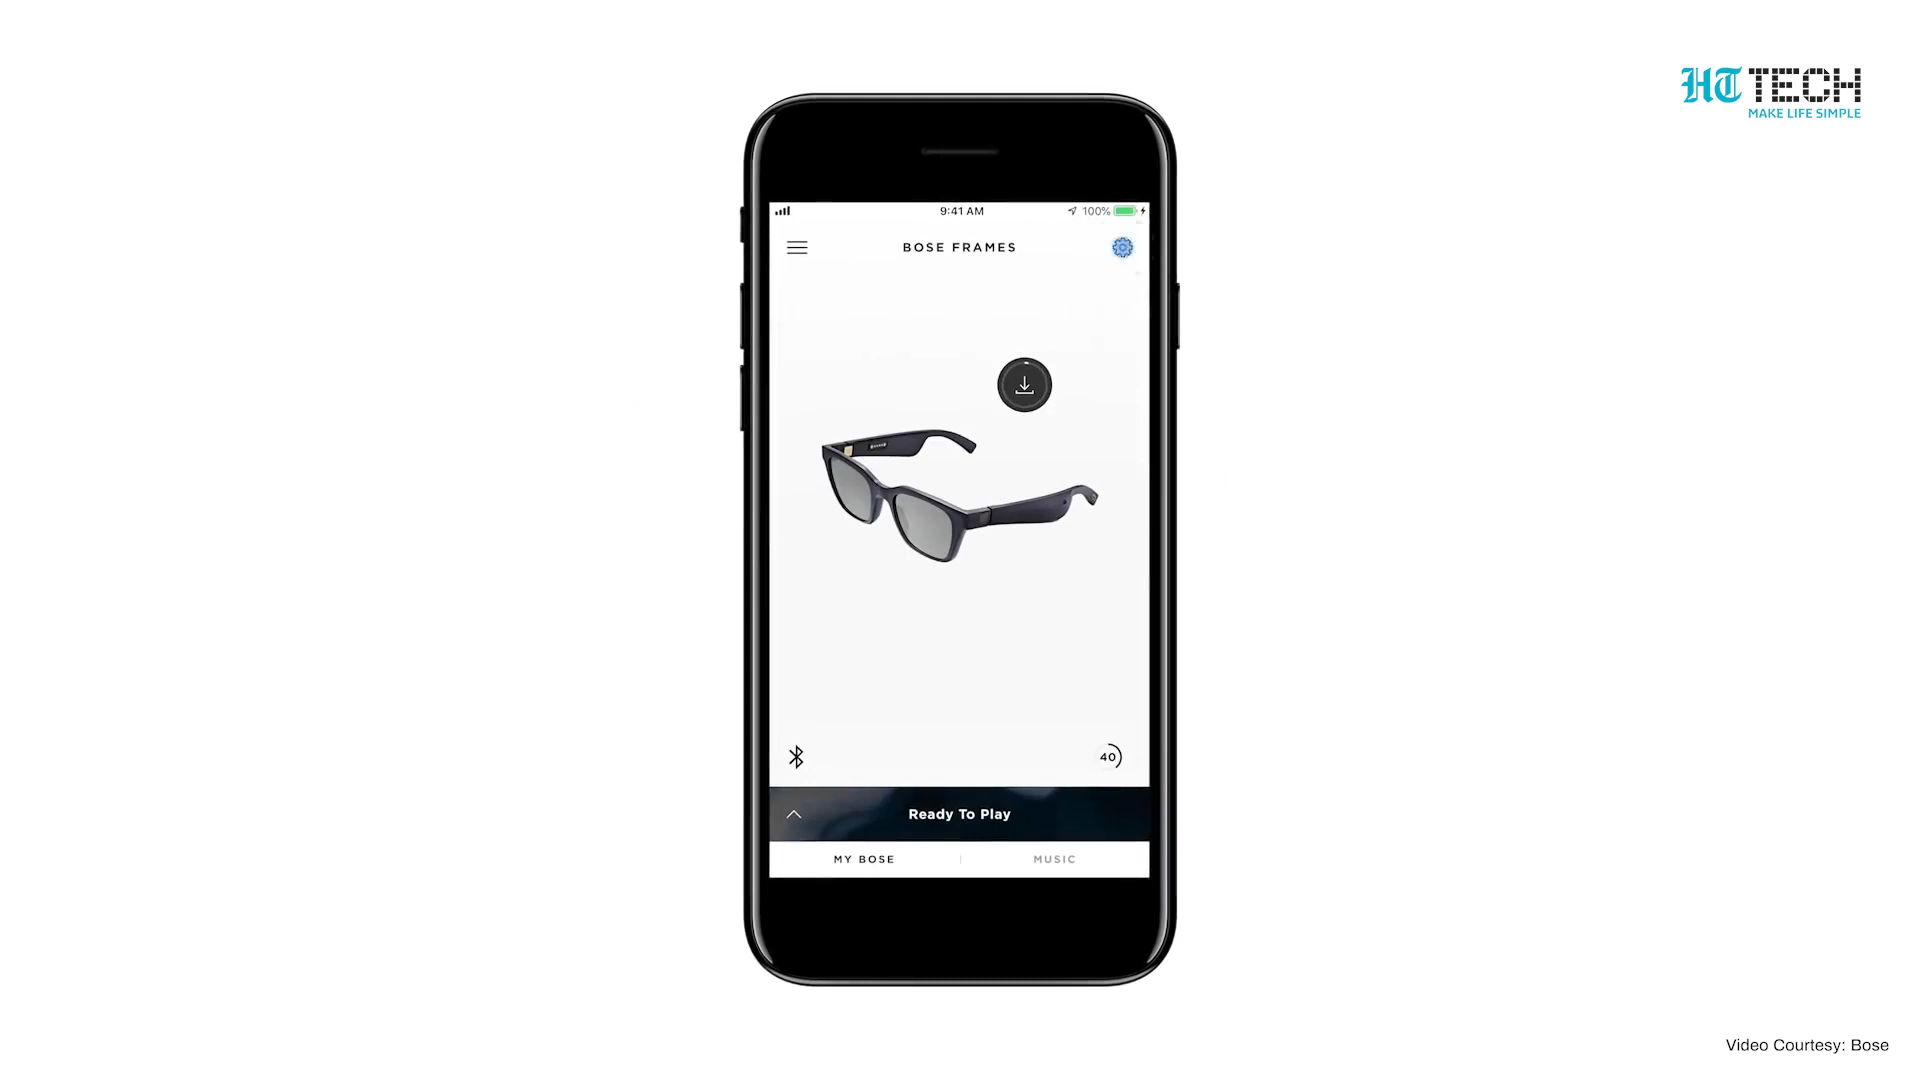 HT TECH
MAKE LIFE SIMPLE
9:41 AM
100%
BOSE FRAMES
40
Ready To Play
MY BOSE
MUSIC
Video Courtesy: Bose